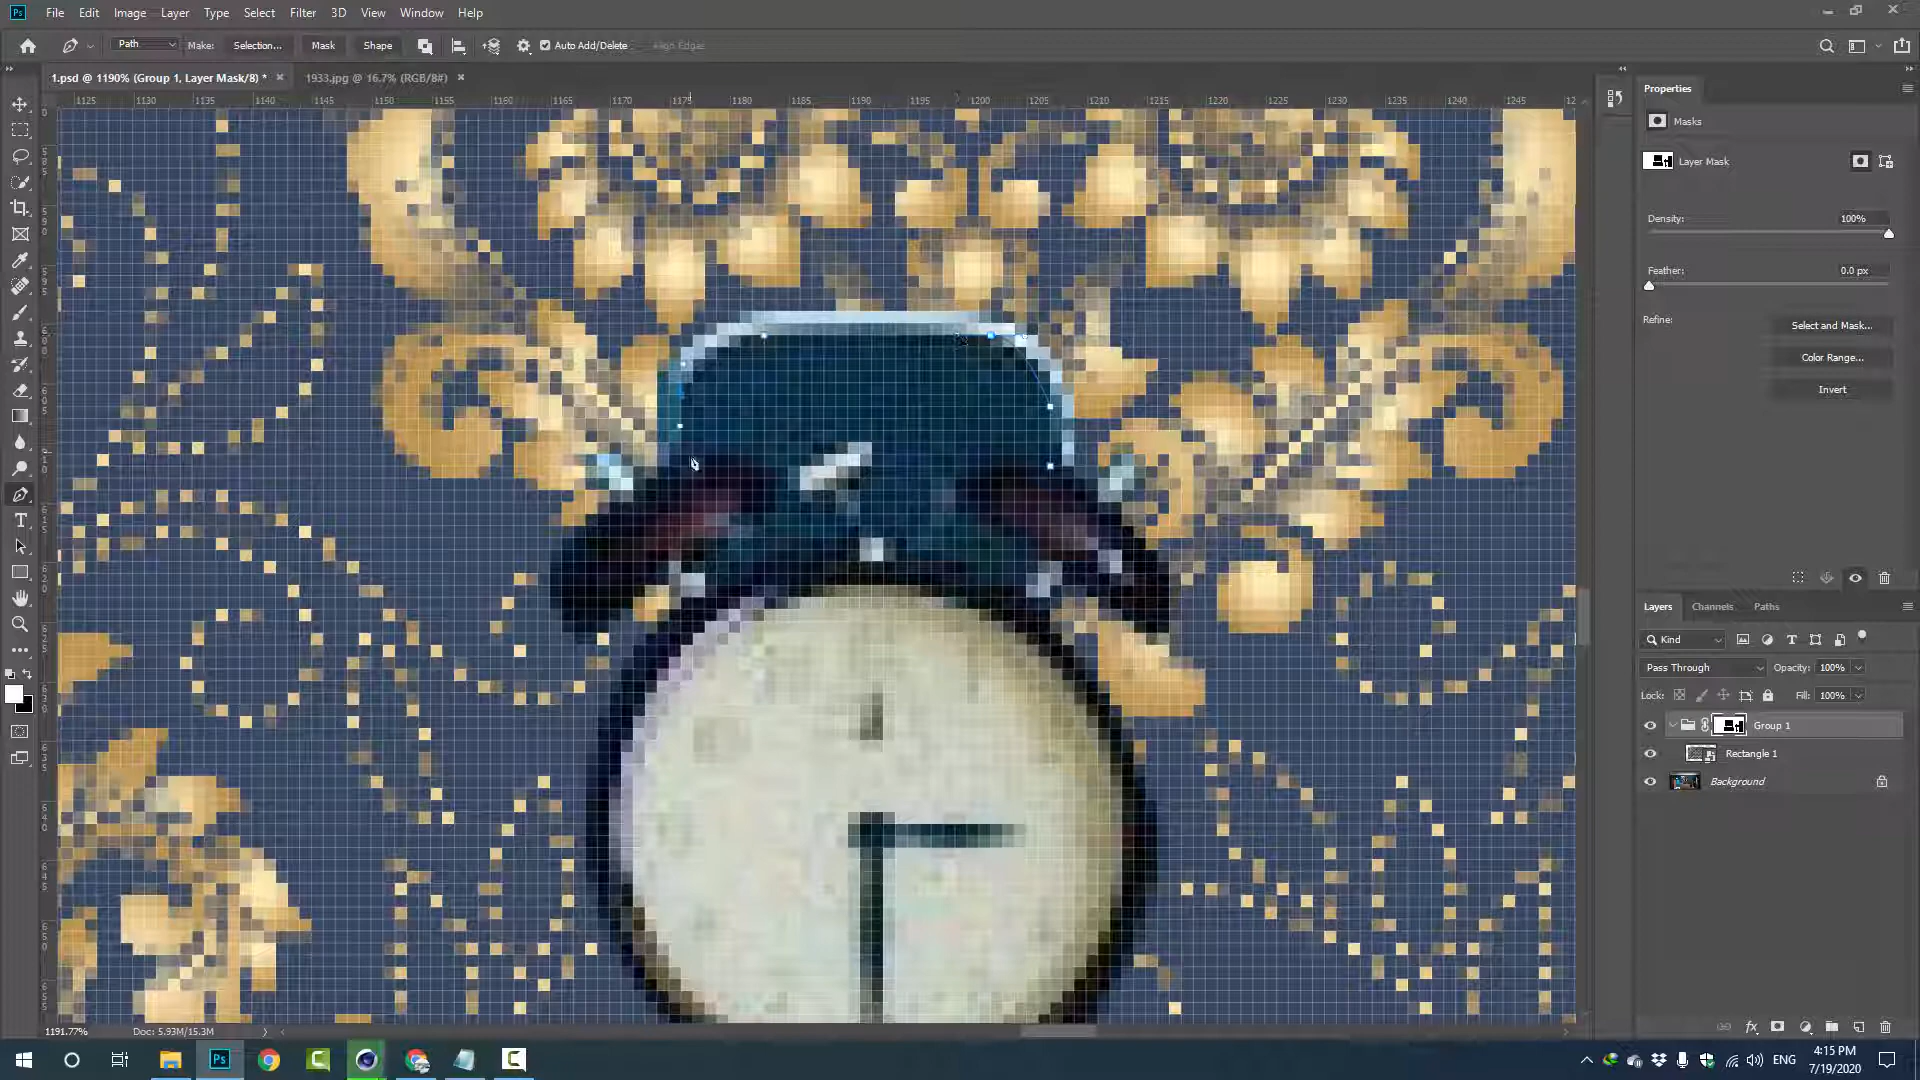 Ps File Edit Image Layer Type Select Filter 3D View Window Help
Path Make: Selection... Mask Shape Auto Add/Delete Align Edges
1.psd @ 1190% (Group 1, Layer Mask/8) * × 1933.jpg @ 16.7% (RGB/8#) ×
1125 1130 1135 1140 1145 1150 1155 1160 1165 1170 1175 1180 1185 1190 1195 1200 1205 1210 1215 1220 1225 1230 1235 1240 1245
Properties
Masks
Layer Mask
Density: 100%
Feather: 0.0 px
Refine: Select and Mask...
Color Range...
Invert
Layers Channels Paths
Kind
Pass Through Opacity: 100%
Lock: Fill: 100%
Group 1
Rectangle 1
Background
1191.77% Doc: 5.93M/15.3M
Ps ENG 4:15 PM
7/19/2020